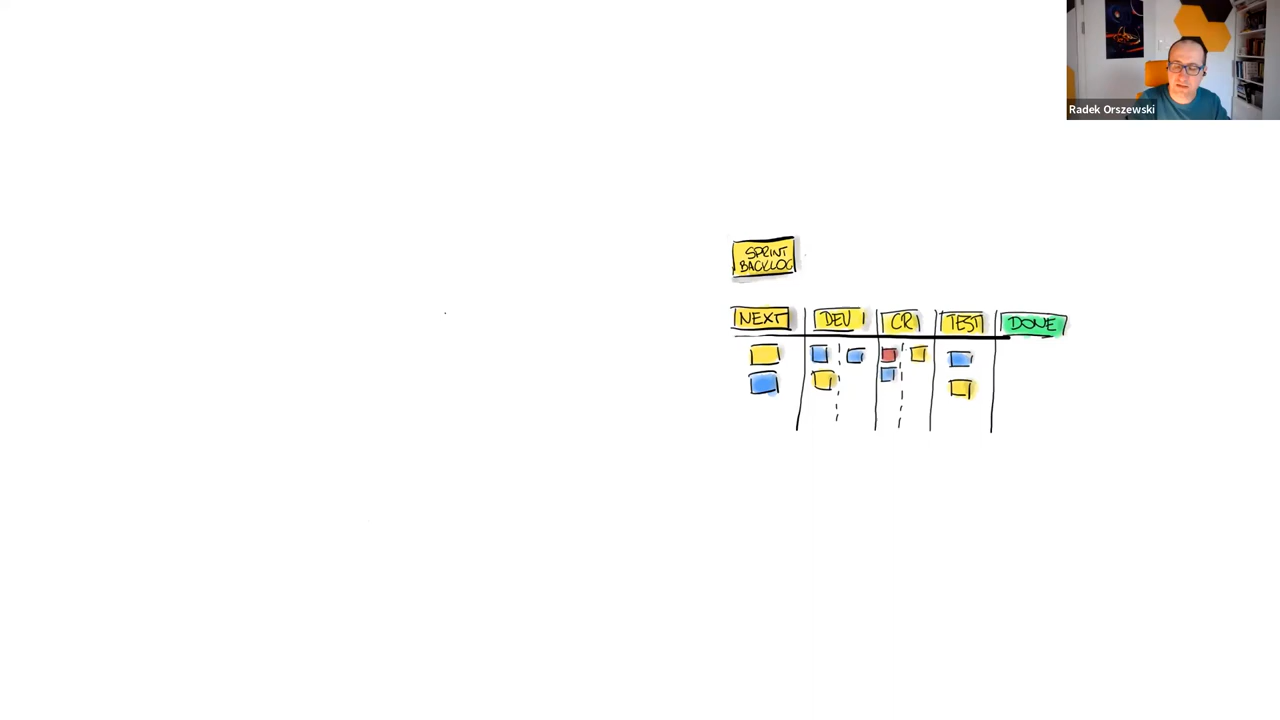 Radek Orszewski
SPRINT
BACKLOG
NEXT
DEV
CR
TEST
DONE